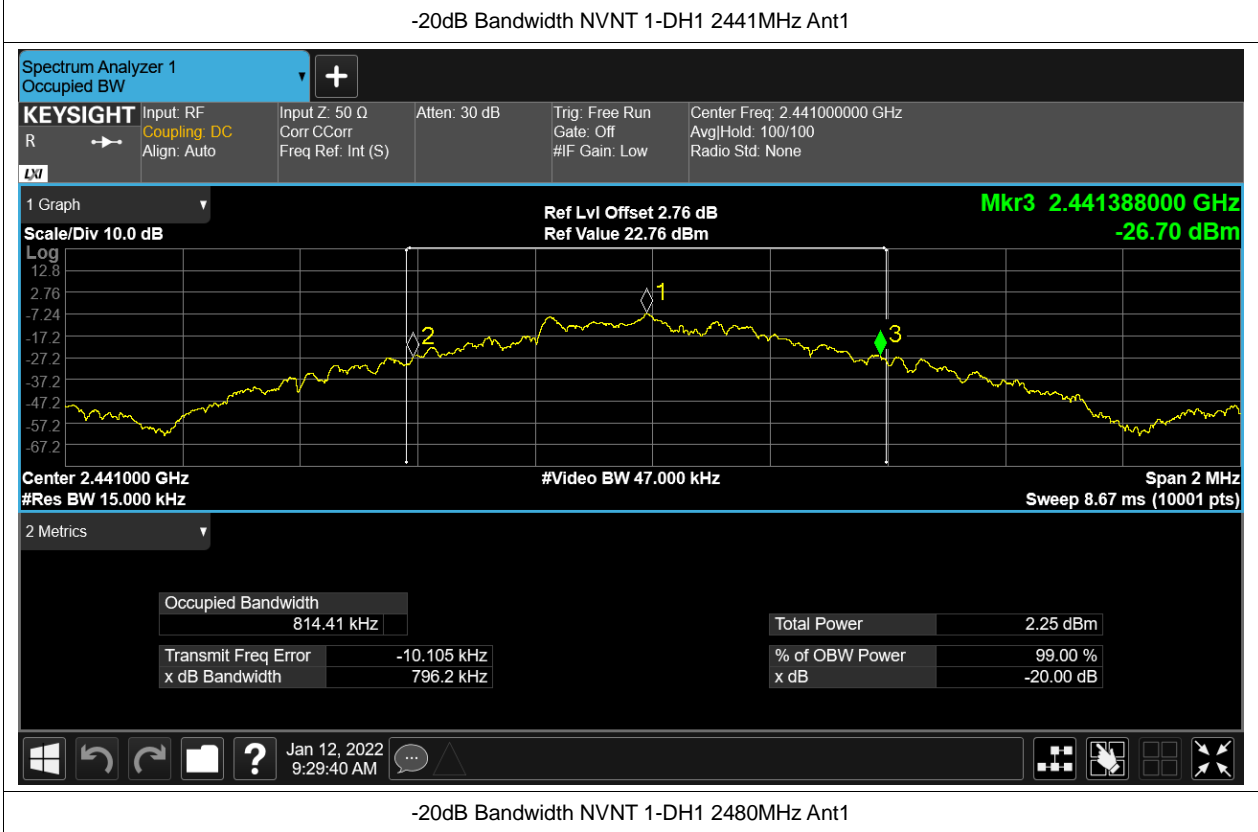 -20dB Bandwidth NVNT 1-DH1 2441MHz Ant1
Spectrum Analyzer 1
Occupied BW
KEYSIGHT
R
LXI
Input: RF
Coupling: DC
Align: Auto
Input Z: 50 Ω
Corr CCorr
Freq Ref: Int (S)
Atten: 30 dB
Trig: Free Run
Gate: Off
#IF Gain: Low
Center Freq: 2.441000000 GHz
Avg|Hold: 100/100
Radio Std: None
1 Graph
Scale/Div 10.0 dB
Ref Lvl Offset 2.76 dB
Ref Value 22.76 dBm
Mkr3 2.441388000 GHz
-26.70 dBm
Log
12.8
2.76
-7.24
-17.2
-27.2
-37.2
-47.2
-57.2
-67.2
1
2
3
Center 2.441000 GHz
#Video BW 47.000 kHz
Span 2 MHz
#Res BW 15.000 kHz
Sweep 8.67 ms (10001 pts)
2 Metrics
Occupied Bandwidth
814.41 kHz
Total Power 2.25 dBm
Transmit Freq Error -10.105 kHz
% of OBW Power 99.00 %
x dB Bandwidth 796.2 kHz
x dB -20.00 dB
?
Jan 12, 2022
9:29:40 AM
-20dB Bandwidth NVNT 1-DH1 2480MHz Ant1